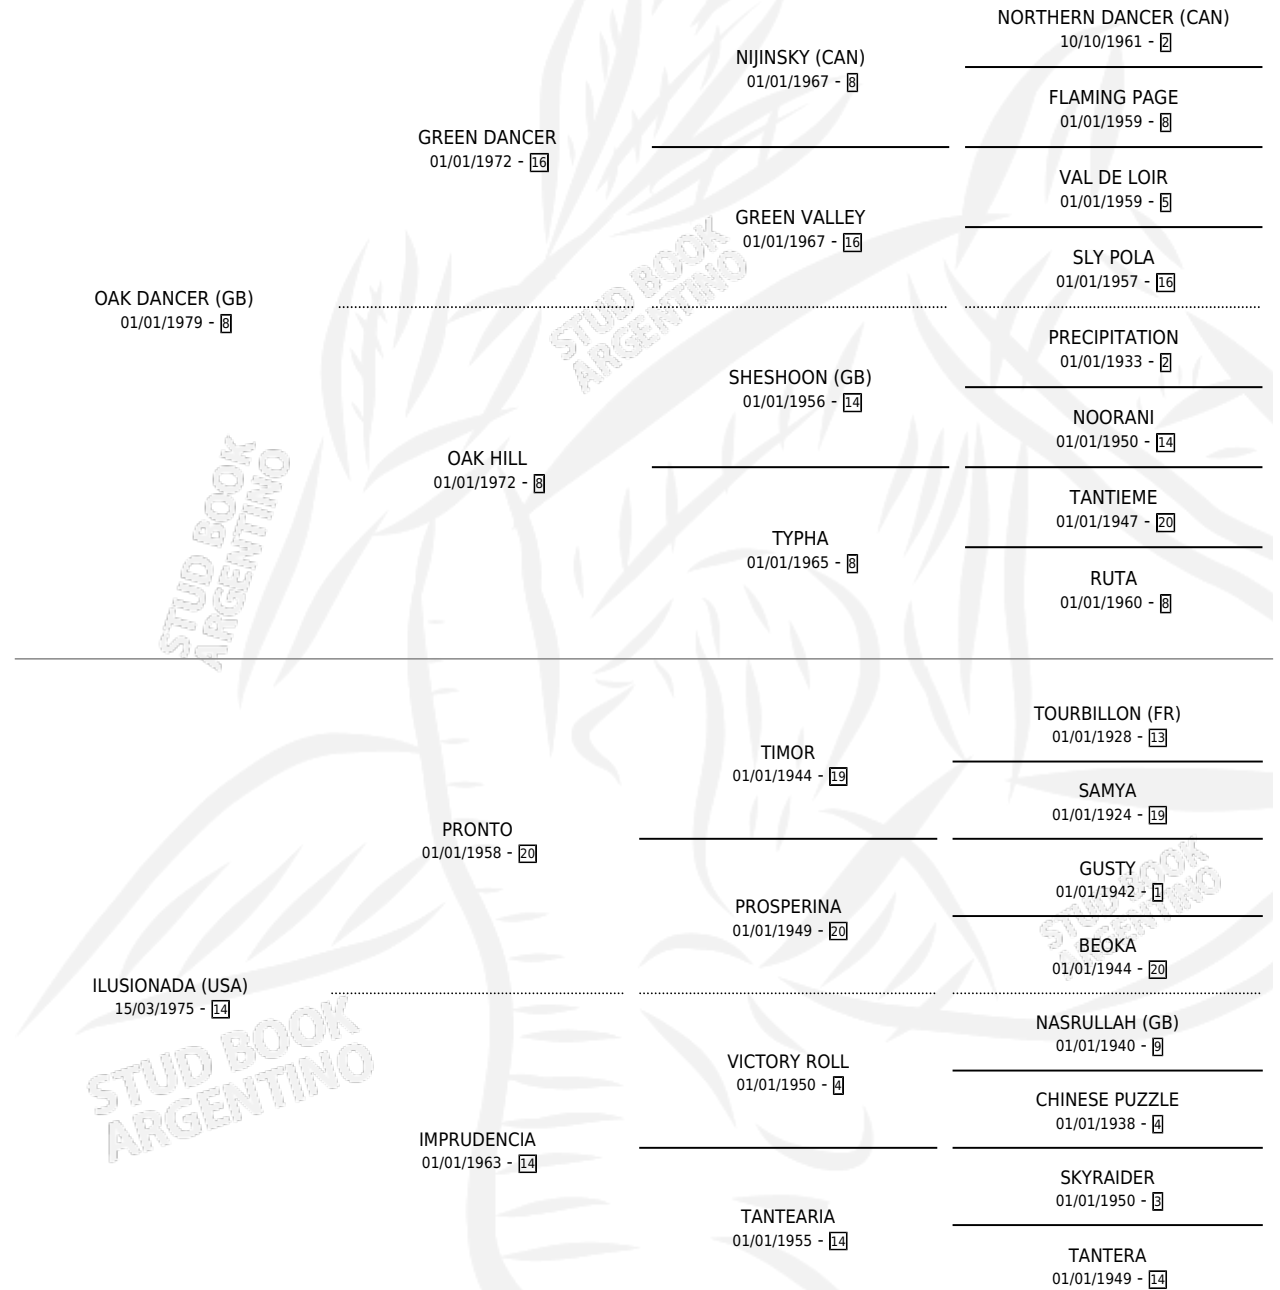 NORTHERN DANCER (CAN)
10/10/1961 - 2
NIJINSKY (CAN)
01/01/1967 - 8
FLAMING PAGE
01/01/1959 - 8
GREEN DANCER
01/01/1972 - 16
VAL DE LOIR
01/01/1959 - 5
GREEN VALLEY
01/01/1967 - 16
SLY POLA
01/01/1957 - 16
OAK DANCER (GB)
01/01/1979 - 8
PRECIPITATION
01/01/1933 - 2
SHESHOON (GB)
01/01/1956 - 14
NOORANI
01/01/1950 - 14
OAK HILL
01/01/1972 - 8
TANTIEME
01/01/1947 - 20
TYPHA
01/01/1965 - 8
RUTA
01/01/1960 - 8
TOURBILLON (FR)
01/01/1928 - 13
TIMOR
01/01/1944 - 19
SAMYA
01/01/1924 - 19
PRONTO
01/01/1958 - 20
GUSTY
01/01/1942 - 1
PROSPERINA
01/01/1949 - 20
BEOKA
01/01/1944 - 20
ILUSIONADA (USA)
15/03/1975 - 14
NASRULLAH (GB)
01/01/1940 - 9
VICTORY ROLL
01/01/1950 - 4
CHINESE PUZZLE
01/01/1938 - 4
IMPRUDENCIA
01/01/1963 - 14
SKYRAIDER
01/01/1950 - 3
TANTEARIA
01/01/1955 - 14
TANTERA
01/01/1949 - 14
STUD BOOK
ARGENTINO
STUD BOOK
ARGENTINO
STUD BOOK
ARGENTINO
STUD BOOK
ARGENTINO